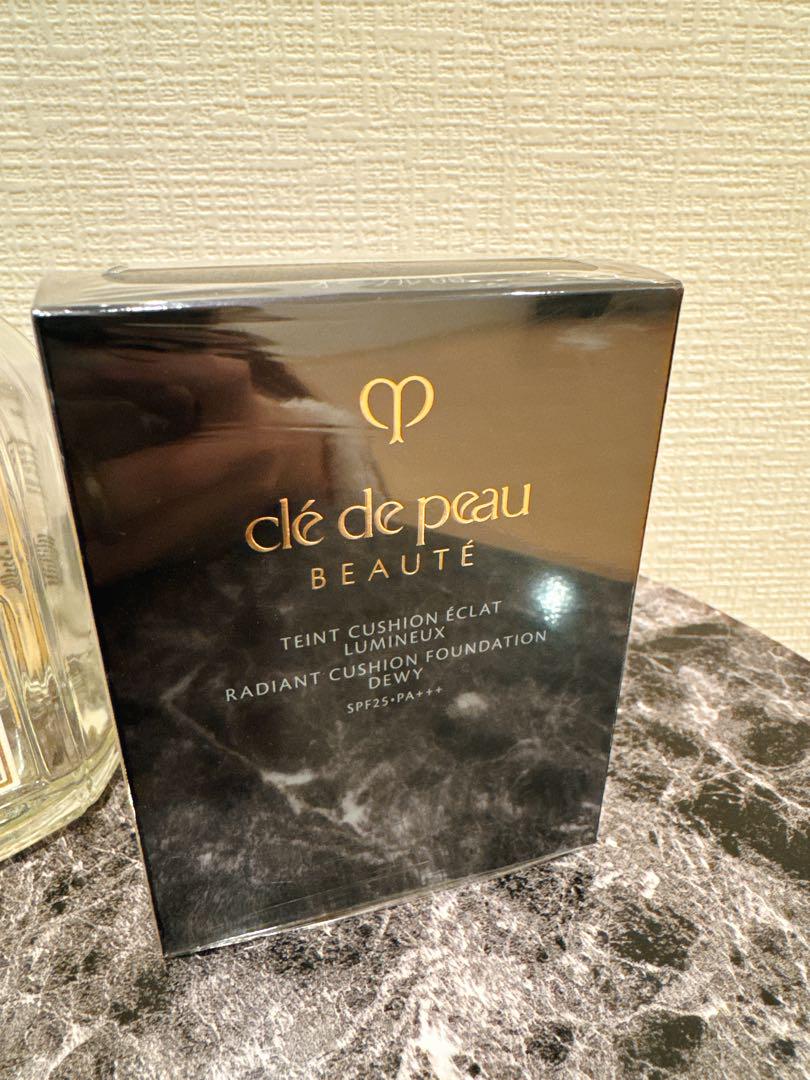 clé de peau
BEAUTÉ
TEINT CUSHION ÉCLAT
LUMINEUX
RADIANT CUSHION FOUNDATION
DEWY
SPF25•PA+++